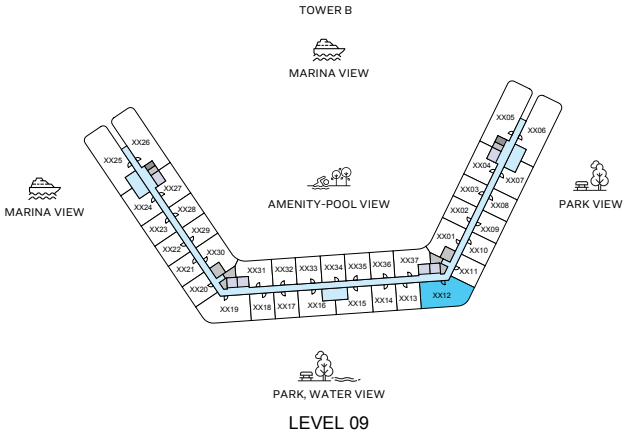 TOWER B
MARINA VIEW
XX05
XX06
XX26
XX25
XX04
XX07
XX27
XX03
XX24
XX08
MARINA VIEW
AMENITY-POOL VIEW
PARK VIEW
XX28
XX02
XX23
XX09
XX29
XX01
XX22
XX10
XX30
XX37
XX21
XX31
XX32
XX33
XX34
XX35
XX36
XX11
XX20
XX19
XX18
XX17
XX16
XX15
XX14
XX13
XX12
PARK, WATER VIEW
LEVEL 09